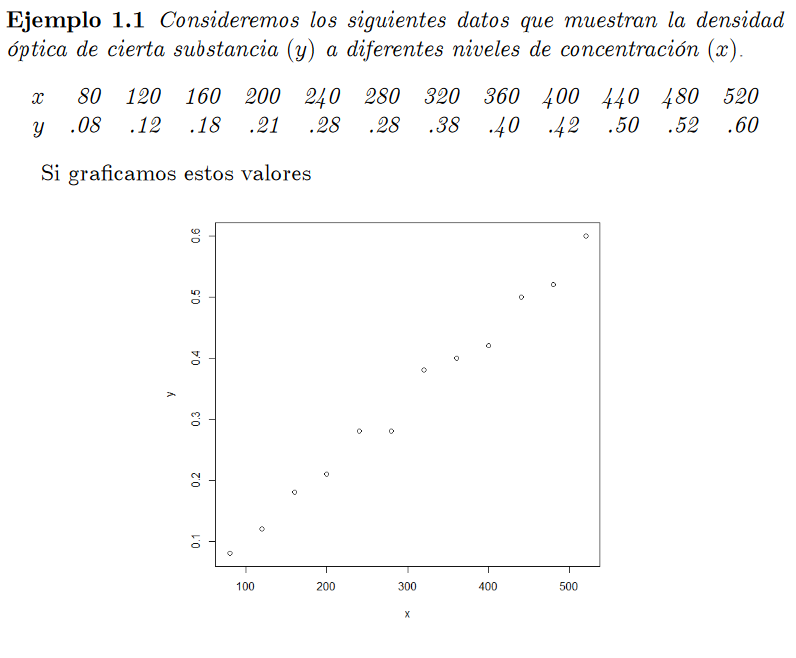 Ejemplo 1.1 Consideremos los siguientes datos que muestran la densidad
óptica de cierta substancia (y) a diferentes niveles de concentración (x).
x 80 120 160 200 240 280 320 360 400 440 480 520
y .08 .12 .18 .21 .28 .28 .38 .40 .42 .50 .52 .60
Si graficamos estos valores
0.6
0.5
0.4
y
0.3
0.2
0.1
100 200 300 400 500
x